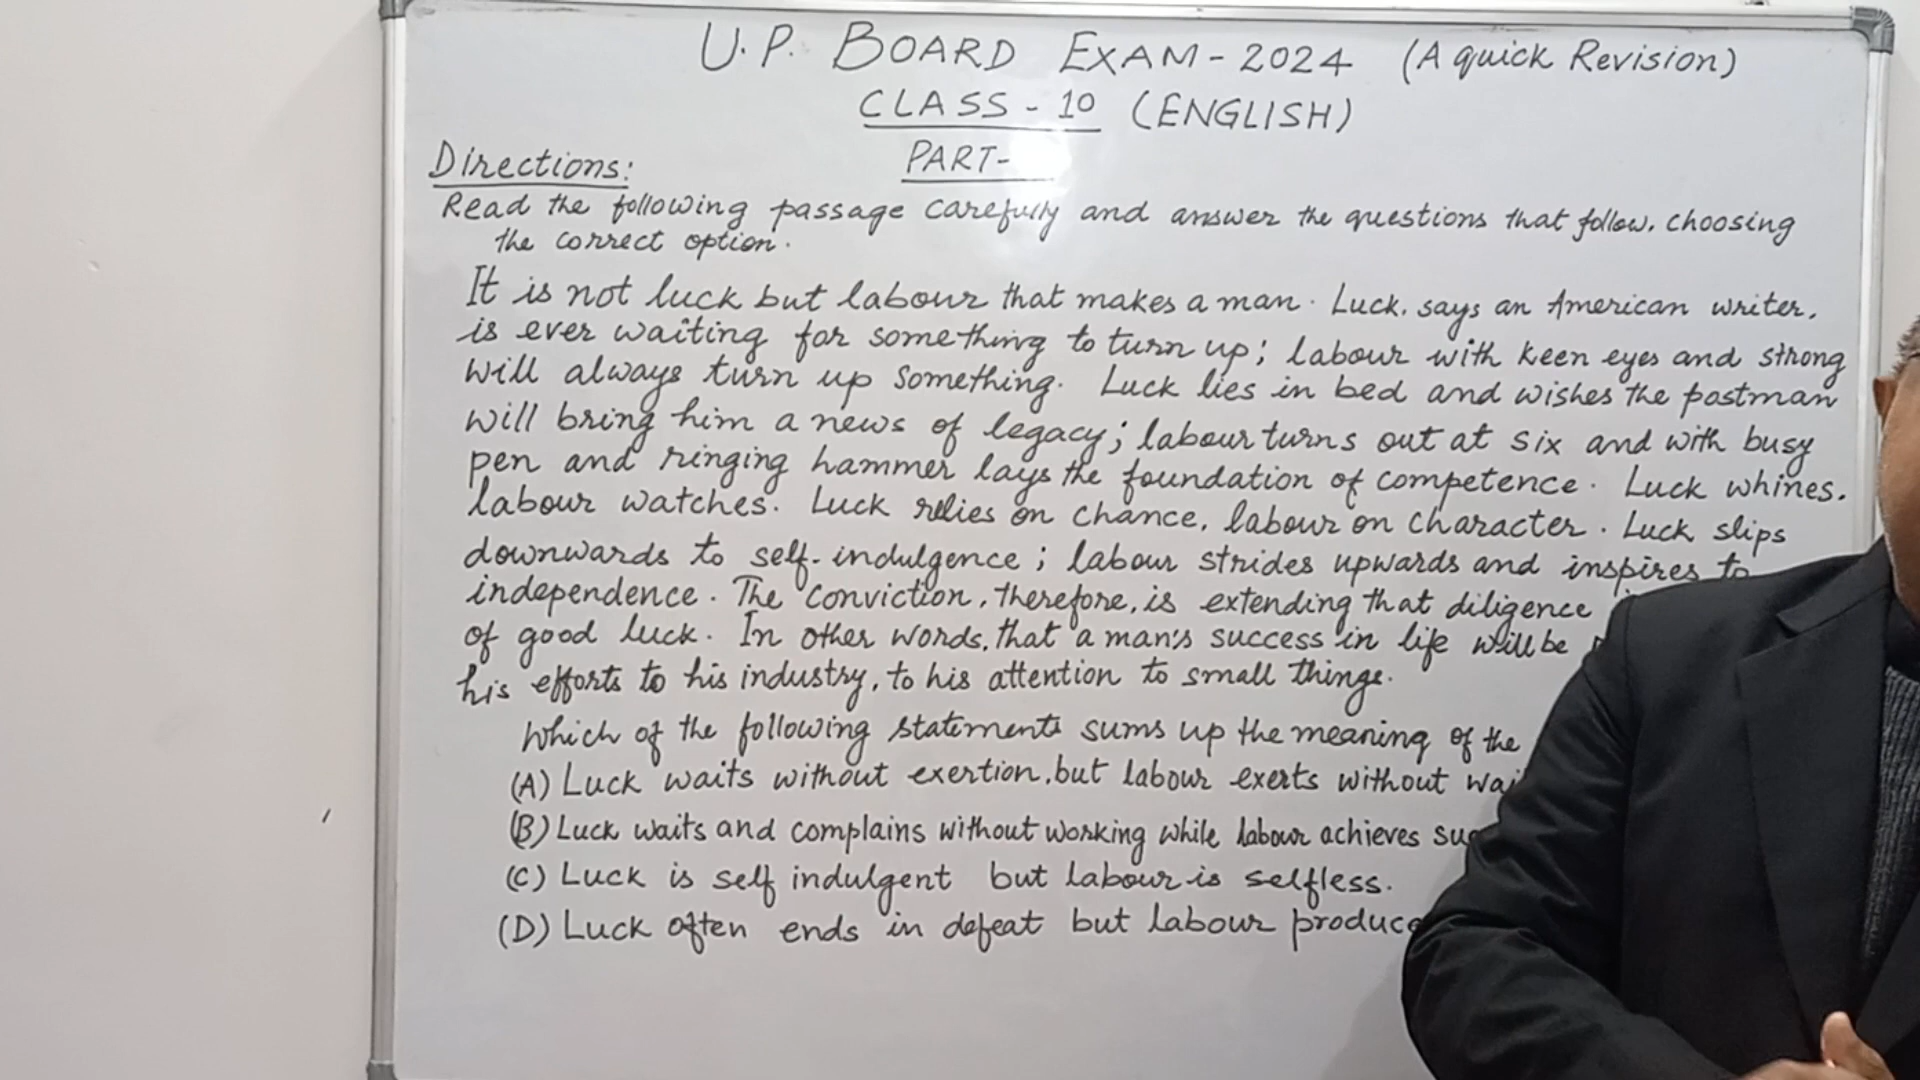 U.P. BOARD EXAM - 2024 (A quick Revision)
CLASS - 10 (ENGLISH)
PART-
Directions:
Read the following passage carefully and answer the questions that follow, choosing
the correct option.
It is not luck but labour that makes a man. Luck, says an American writer,
is ever waiting for something to turn up; labour with keen eyes and strong
will always turn up something. Luck lies in bed and wishes the postman
will bring him a news of legacy; labour turns out at six and with busy
pen and ringing hammer lays the foundation of competence. Luck whines,
labour watches. Luck relies on chance, labour on character. Luck slips
downwards to self-indulgence; labour strides upwards and inspires to
independence. The conviction, therefore, is extending that diligence
of good luck. In other words, that a man's success in life will be
his efforts to his industry, to his attention to small things.
Which of the following statements sums up the meaning of the
(A) Luck waits without exertion, but labour exerts without
(B) Luck waits and complains without working while labour achieves
(C) Luck is self indulgent but labour is selfless.
(D) Luck often ends in defeat but labour